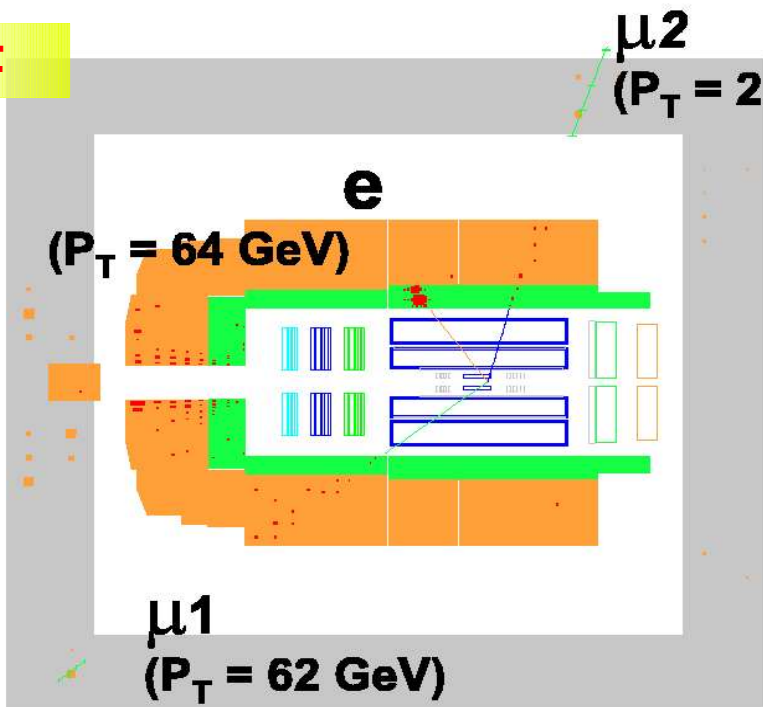 :
μ2
(P_T = 2
e
(P_T = 64 GeV)
μ1
(P_T = 62 GeV)